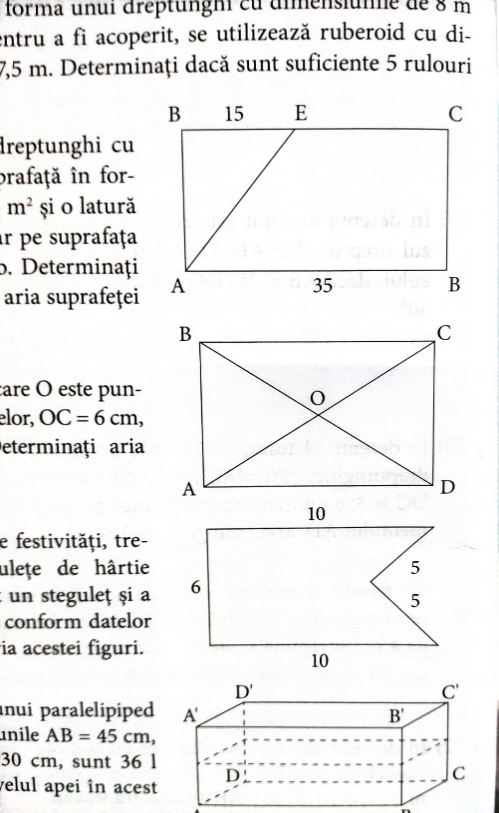 forma unui dreptunghi cu dimensiunile de 8 m
entru a fi acoperit, se utilizează ruberoid cu di-
7,5 m. Determinați dacă sunt suficiente 5 rulouri
B 15 E C
dreptunghi cu
prafață în for-
m² și o latură
ar pe suprafața
o. Determinați
aria suprafeței
A 35 B
B C
care O este pun-
elor, OC = 6 cm,
Determinați aria
O
A D
10
e festivități, tre-
ulețe de hârtie
un steguleț și a
conform datelor
ria acestei figuri.
6 5
5
10
unui paralelipiped
unile AB = 45 cm,
30 cm, sunt 36 l
velul apei în acest
D' C'
A' B'
D C
A B